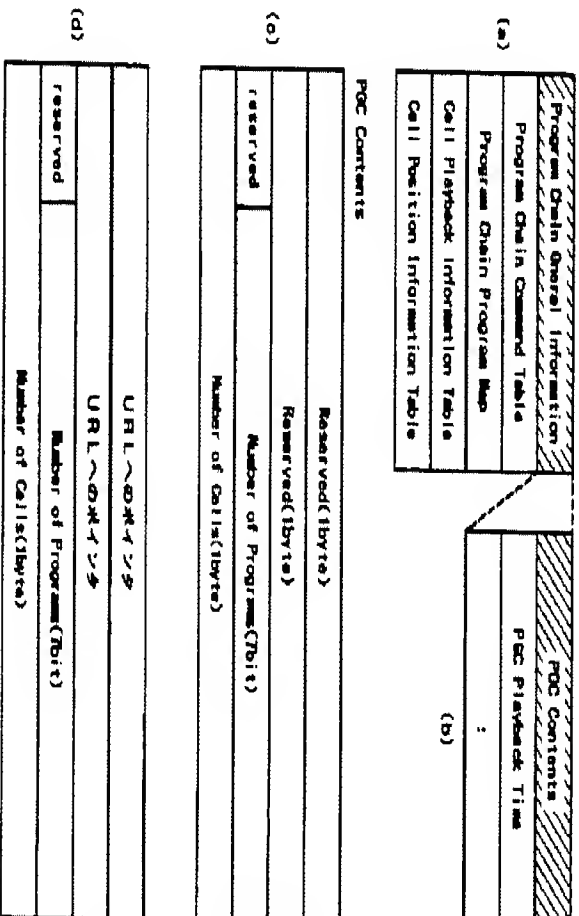 (a)
Program Chain Gneral Information
Program Chain Command Table
Program Chain Program Map
Cell Playback Information Table
Cell Position Information Table
PGC Contents
PGC Playback Time
:
(b)
PGC Contents
(c)
Reserved(1byte)
Reserved(1byte)
reserved
Number of Programs(7bit)
Number of Cells(1byte)
(d)
URLへのポインタ
URLへのポインタ
reserved
Number of Programs(7bit)
Number of Cells(1byte)